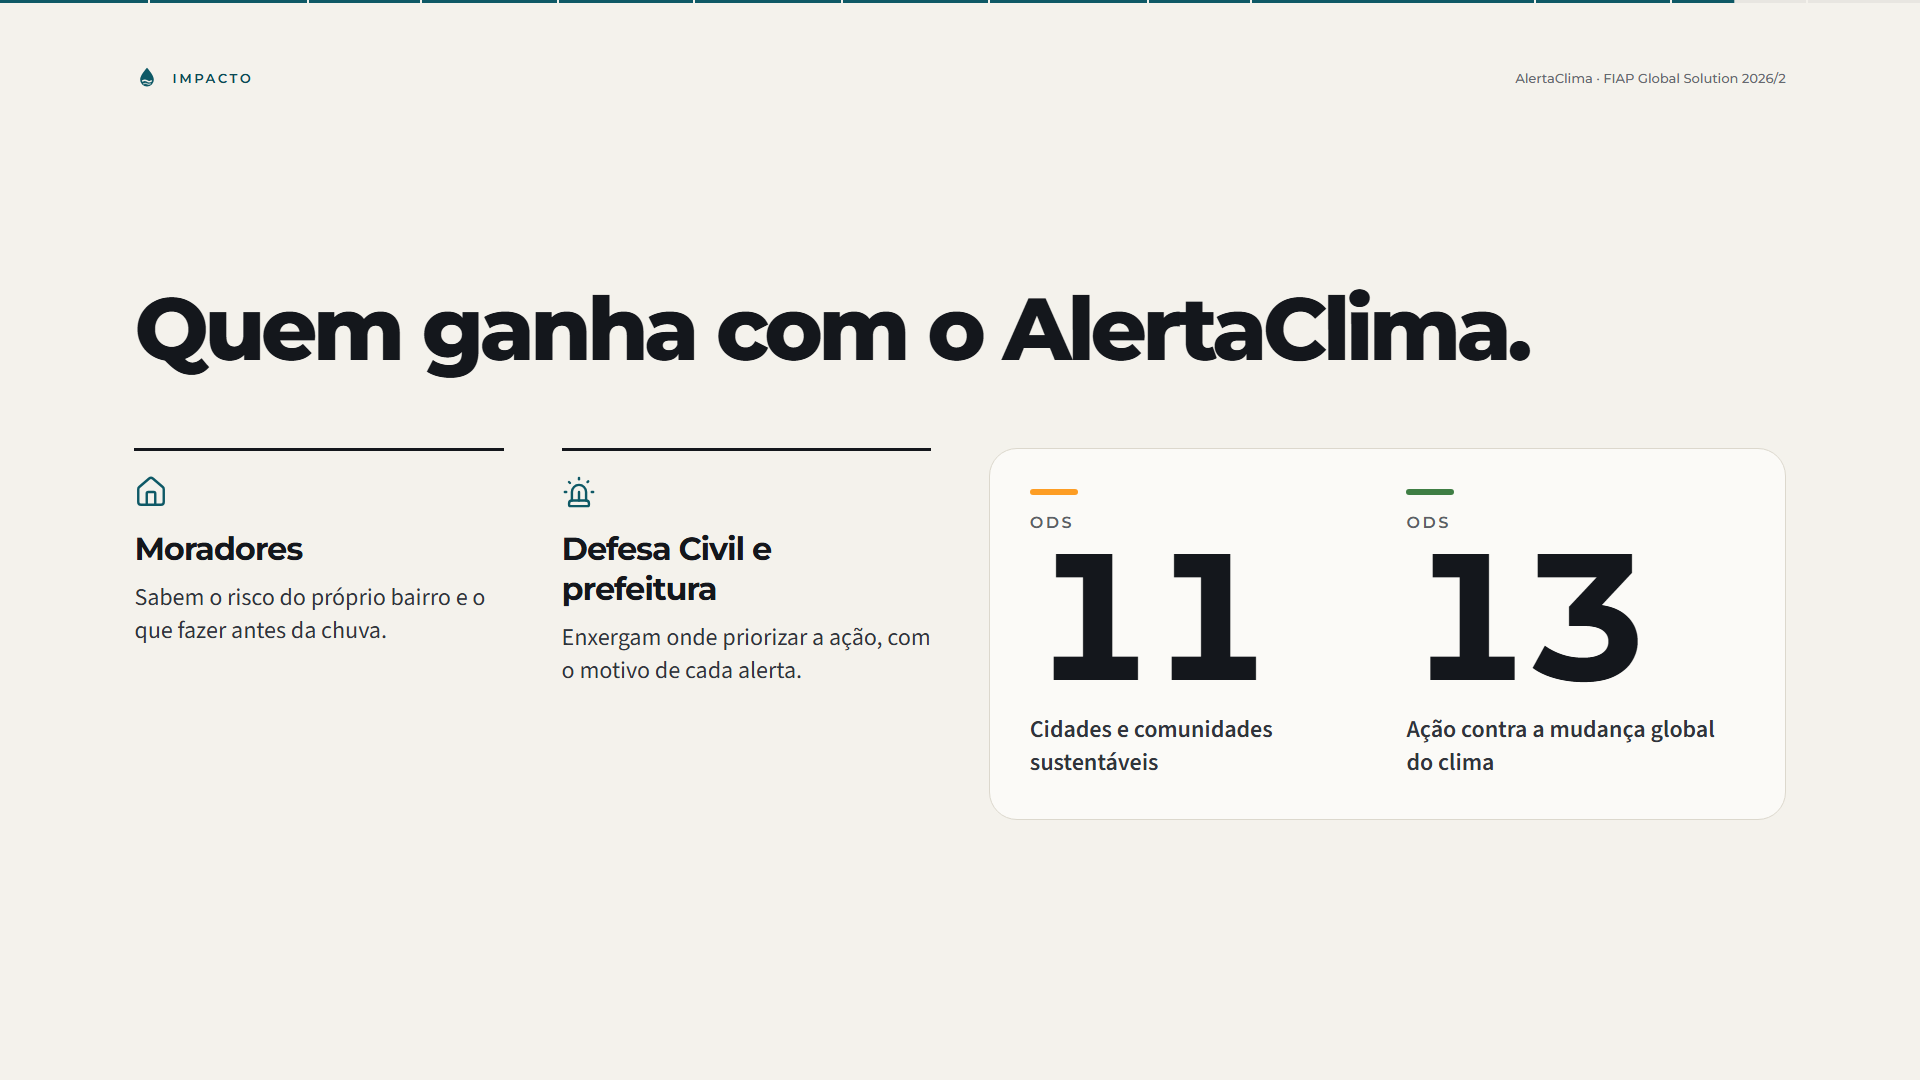 IMPACTO
AlertaClima · FIAP Global Solution 2026/2
Quem ganha com o AlertaClima.
Moradores
Sabem o risco do próprio bairro e o
que fazer antes da chuva.
Defesa Civil e
prefeitura
Enxergam onde priorizar a ação, com
o motivo de cada alerta.
ODS
11
Cidades e comunidades
sustentáveis
ODS
13
Ação contra a mudança global
do clima